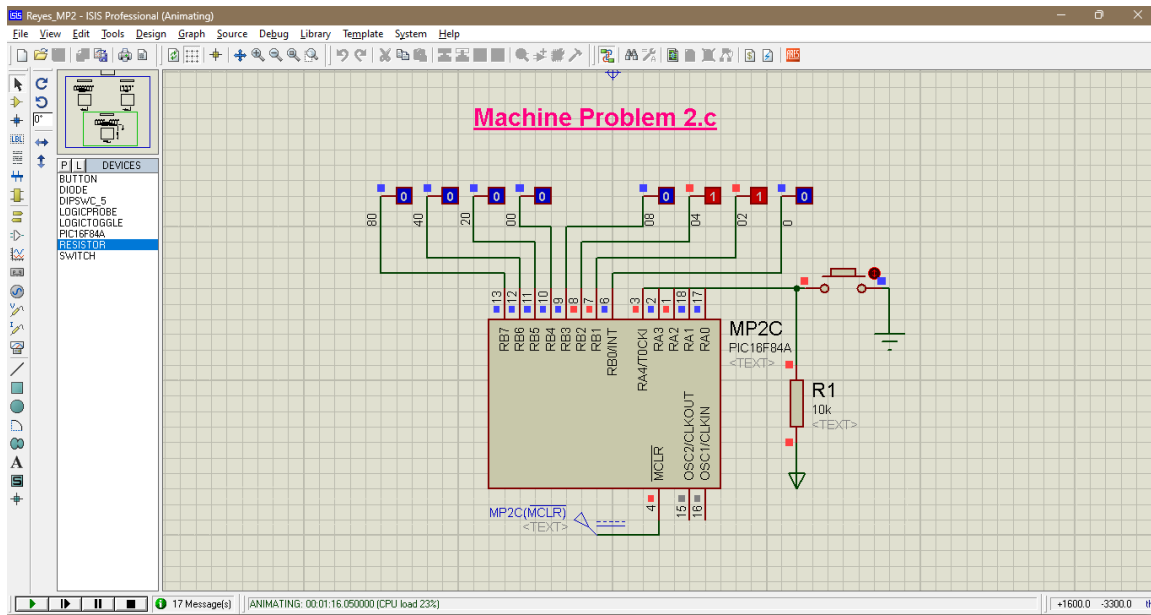 isis Reyes_MP2 - ISIS Professional (Animating)
File View Edit Tools Design Graph Source Debug Library Template System Help
0°
LBL
P L DEVICES
BUTTON
DIODE
DIPSWC_5
LOGICPROBE
LOGICTOGGLE
PIC16F84A
RESISTOR
SWITCH
A
S
Machine Problem 2.c
0 0 0 0 0 1 1 0
80 40 20 00 08 04 02 0
13 12 11 10 9 8 7 6 3 2 1 18 17
RB7 RB6 RB5 RB4 RB3 RB2 RB1 RB0/INT RA4/T0CKI RA3 RA2 RA1 RA0
MP2C
PIC16F84A
<TEXT>
R1
10k
<TEXT>
MCLR OSC2/CLKOUT OSC1/CLKIN
4 15 16
MP2C(MCLR)
<TEXT>
17 Message(s) ANIMATING: 00:01:16.050000 (CPU load 23%) +1600.0 -3300.0 th